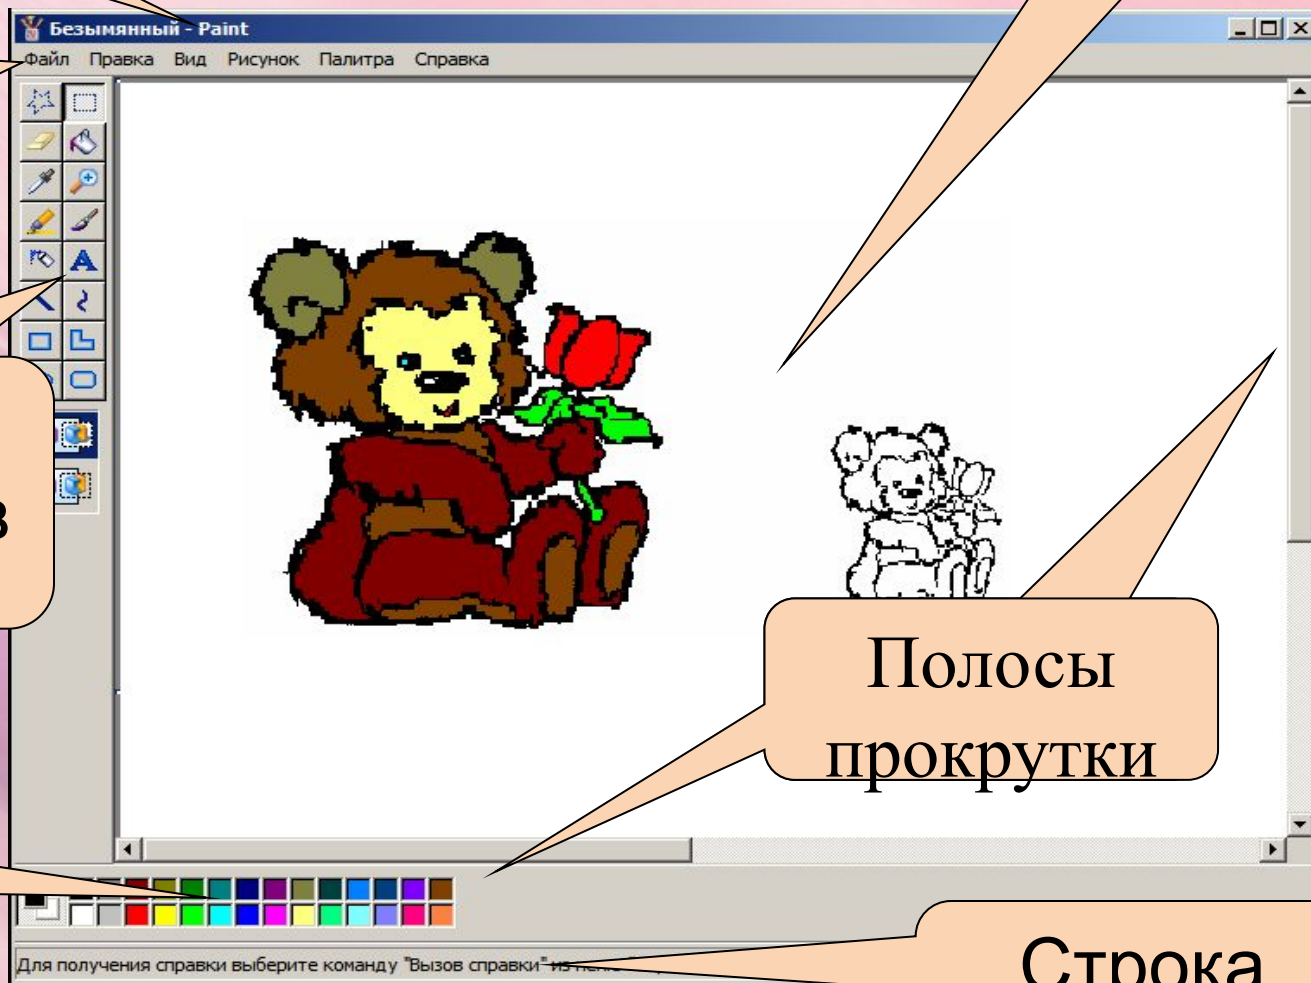 Безымянный - Paint
Файл Правка Вид Рисунок Палитра Справка
A
в
Полосы
прокрутки
Для получения справки выберите команду "Вызов справки"
Строка